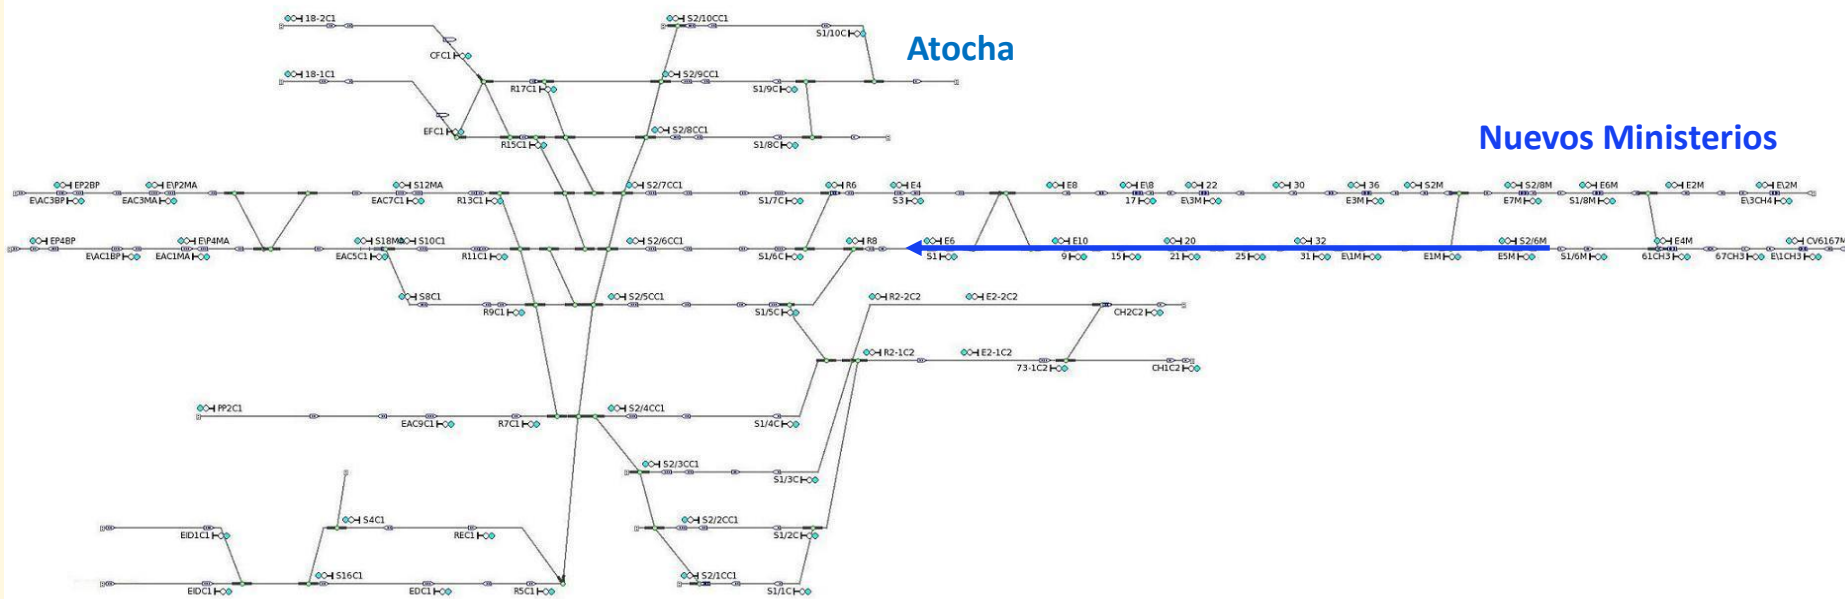 18-2C1
S2/10CC1
S1/10C
Atocha
CFC1
18-1C1
S2/9CC1
R17C1
S1/9C
EFC1
S2/8CC1
Nuevos Ministerios
R15C1
S1/8C
EP2BP
E\P2MA
S12MA
S2/7CC1
R6
E4
E8
E\8
22
30
36
S2M
S2/8M
E6M
E2M
E\2M
E\AC3BP
EAC3MA
EAC7C1
R13C1
S1/7C
S3
17
E\3M
E3M
E7M
S1/8M
E\3CH4
EP4BP
E\P4MA
S18MA
S10C1
S2/6CC1
R8
E6
E10
20
32
S2/6M
E4M
CV6167M
E\AC1BP
EAC1MA
EAC5C1
R11C1
S1/6C
S1
9
15
21
25
31
E\1M
E1M
E5M
S1/6M
61CH3
67CH3
E\1CH3
S8C1
S2/5CC1
R2-2C2
E2-2C2
R9C1
S1/5C
CH2C2
R2-1C2
E2-1C2
73-1C2
CH1C2
PP2C1
S2/4CC1
EAC9C1
R7C1
S1/4C
S2/3CC1
S1/3C
S4C1
S2/2CC1
EID1C1
REC1
S1/2C
S16C1
S2/1CC1
EIDC1
EDC1
R5C1
S1/1C